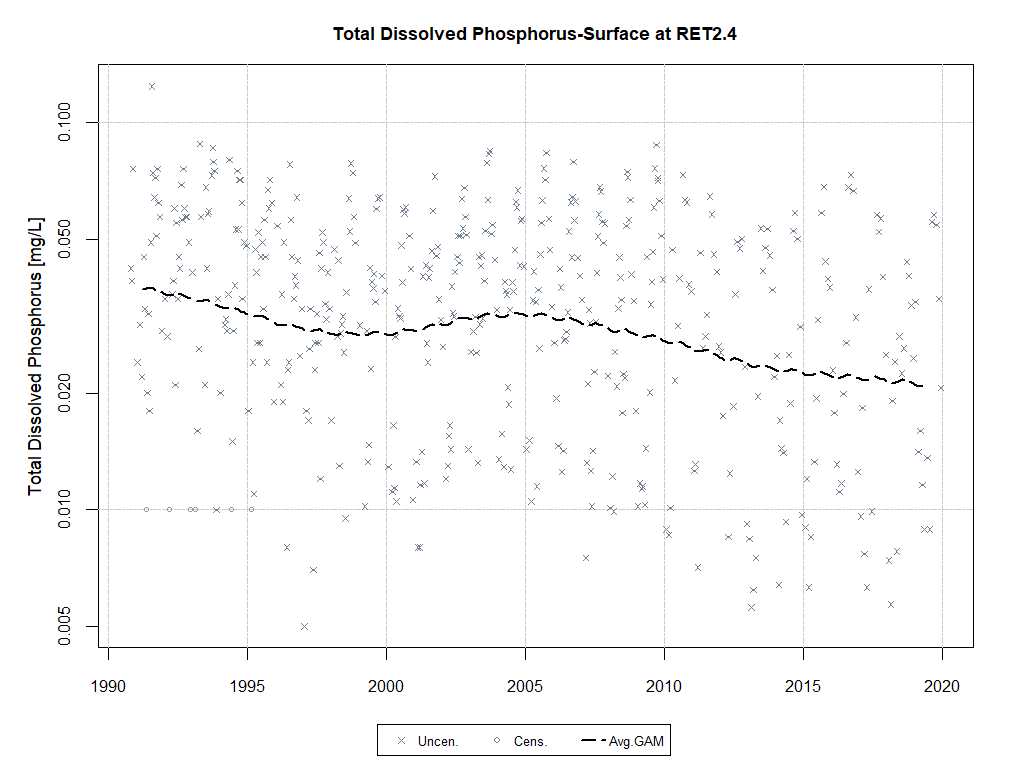 Total Dissolved Phosphorus-Surface at RET2.4
Total Dissolved Phosphorus [mg/L]
0.100
0.050
0.020
0.010
0.005
1990 1995 2000 2005 2010 2015 2020
Uncen. Cens. Avg.GAM